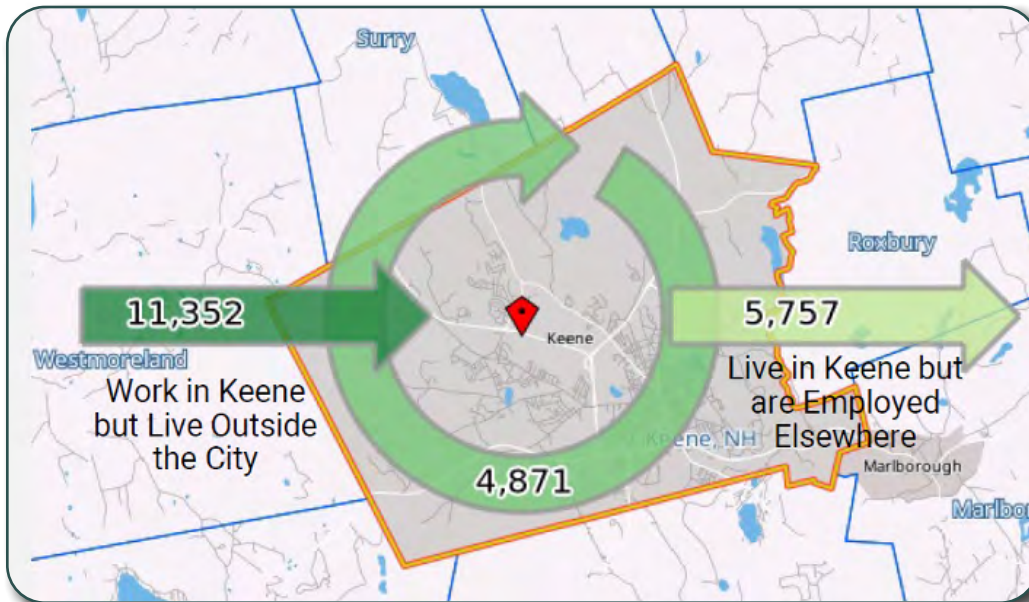 Surry
Roxbury
11,352
5,757
Keene
Westmoreland
Work in Keene
but Live Outside
the City
Live in Keene but
are Employed
Elsewhere
Keene, NH
Marlborough
4,871
Marlbor